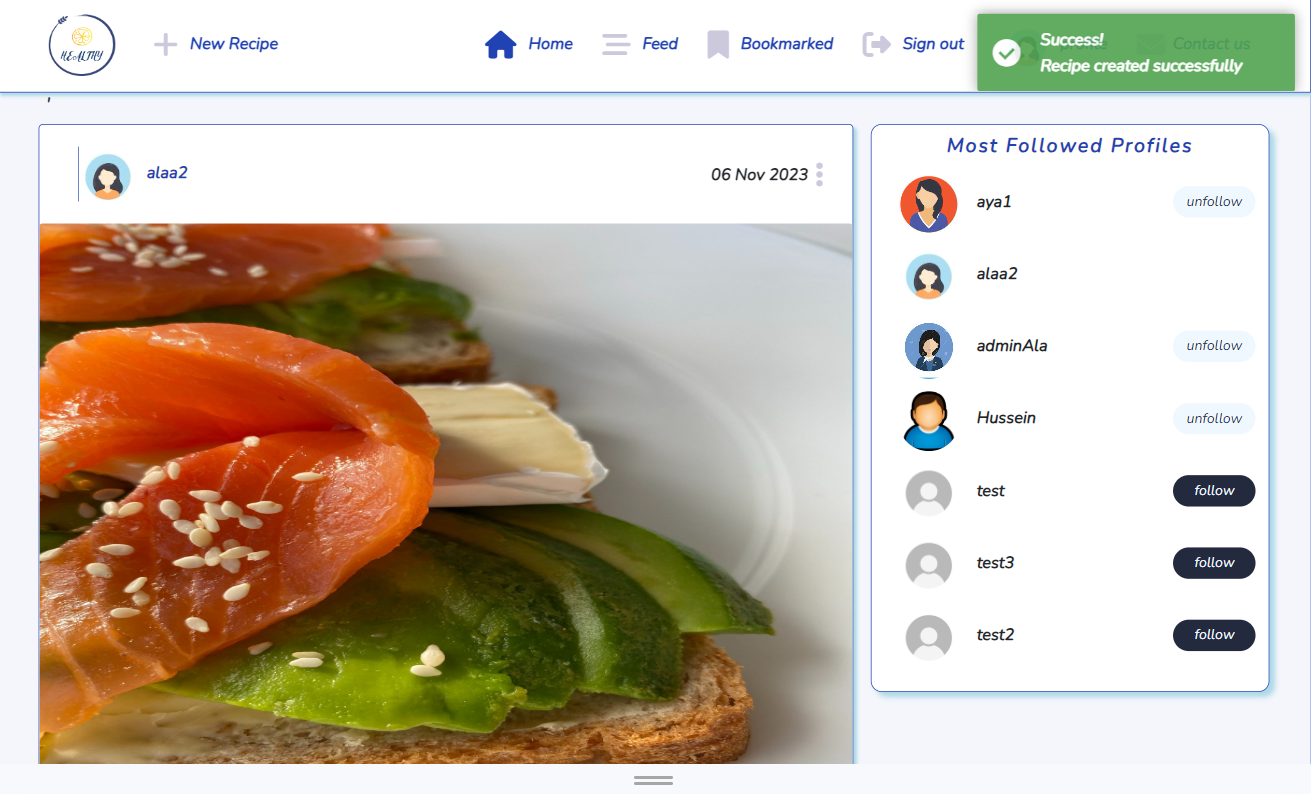 HEALTHY
New Recipe
Home
Feed
Bookmarked
Sign out
Contact us
Success!
Recipe created successfully
alaa2
06 Nov 2023
Most Followed Profiles
aya1
unfollow
alaa2
adminAla
unfollow
Hussein
unfollow
test
follow
test3
follow
test2
follow